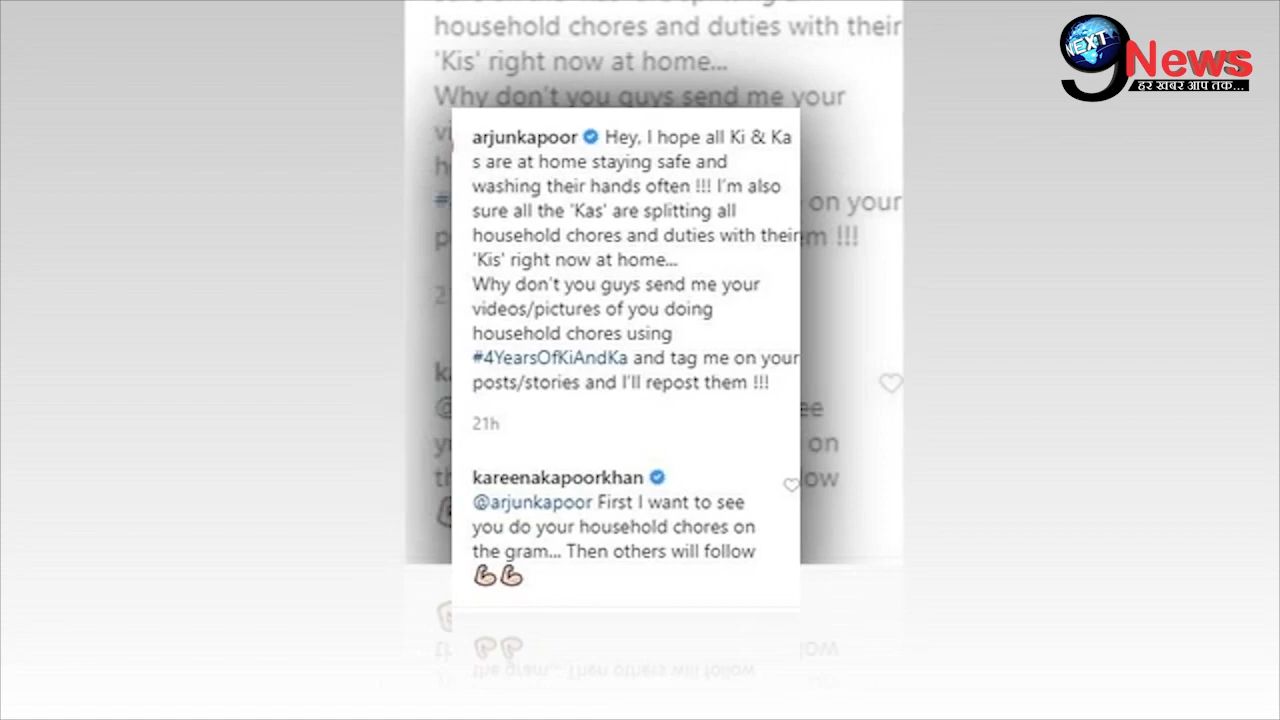 household chores and duties with their
'Kis' right now at home...
Why don't you guys send me your
on your
!!!
ow
NEXT
9 News
हर खबर आप तक...
arjunkapoor Hey, I hope all Ki & Ka
s are at home staying safe and
washing their hands often !!! I'm also
sure all the 'Kas' are splitting all
household chores and duties with their
'Kis' right now at home...
Why don't you guys send me your
videos/pictures of you doing
household chores using
#4YearsOfKiAndKa and tag me on your
posts/stories and I'll repost them !!!
21h
kareenakapoorkhan
@arjunkapoor First I want to see
you do your household chores on
the gram... Then others will follow
💪🏻💪🏻